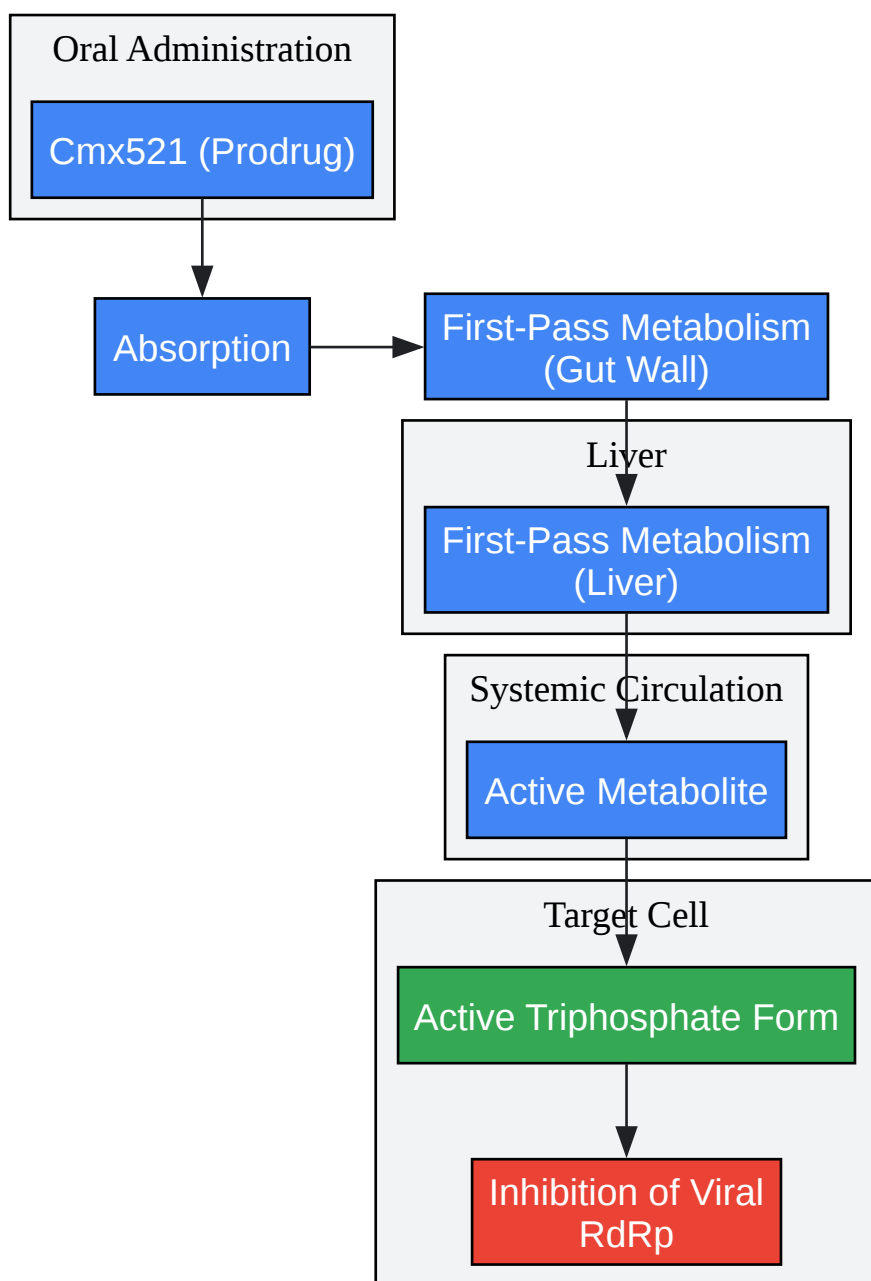 Oral Administration
Cmx521 (Prodrug)
Absorption
First-Pass Metabolism
(Gut Wall)
Liver
First-Pass Metabolism
(Liver)
Systemic Circulation
Active Metabolite
Target Cell
Active Triphosphate Form
Inhibition of Viral
RdRp